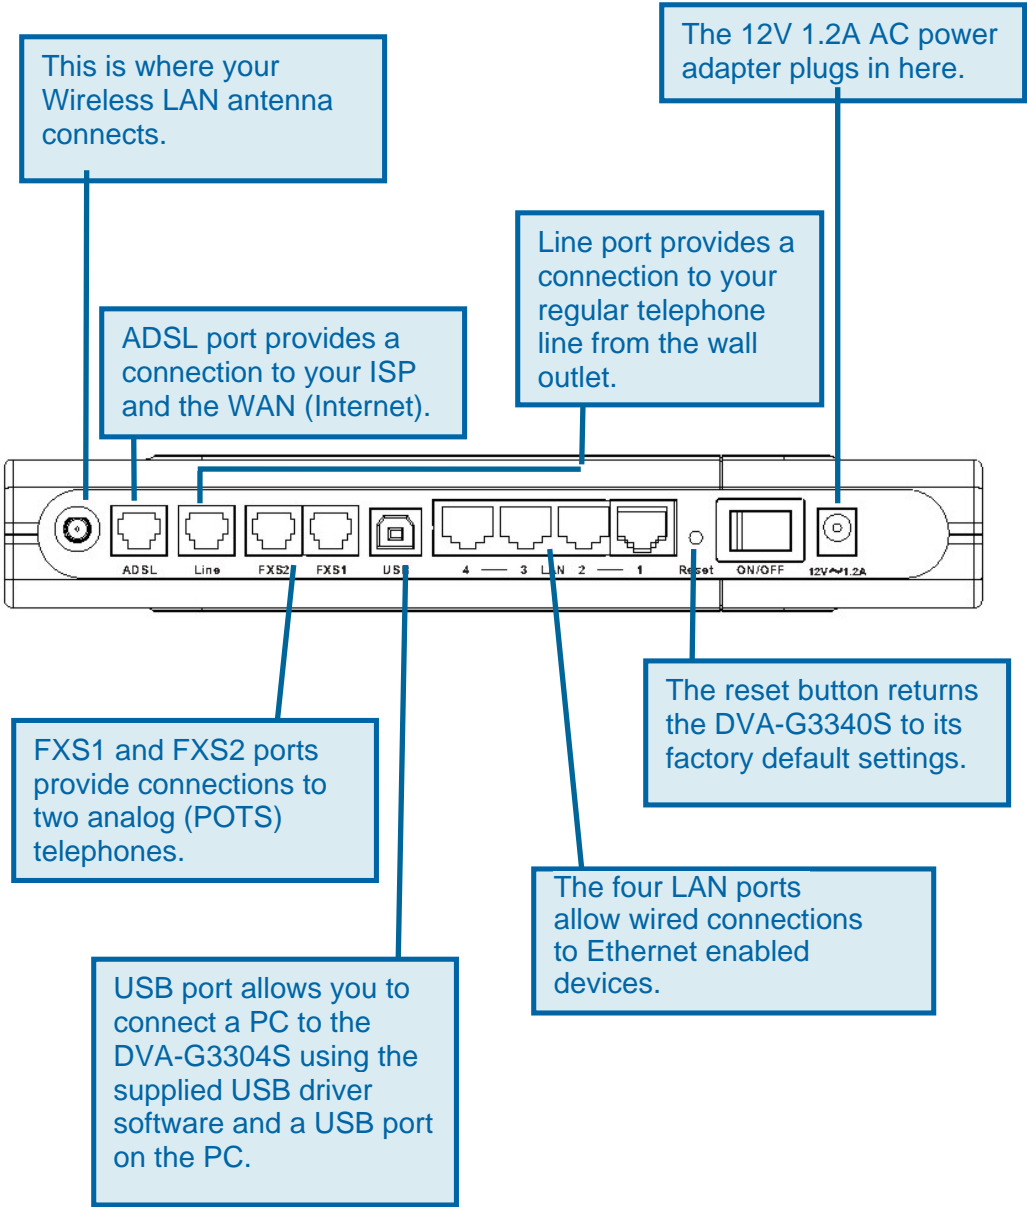 The 12V 1.2A AC power
adapter plugs in here.
This is where your
Wireless LAN antenna
connects.
Line port provides a
connection to your
regular telephone
line from the wall
outlet.
ADSL port provides a
connection to your ISP
and the WAN (Internet).
ADSL Line FXS2 FXS1 USB 4 — 3 LAN 2 — 1 Reset ON/OFF 12V~1.2A
The reset button returns
the DVA-G3340S to its
factory default settings.
FXS1 and FXS2 ports
provide connections to
two analog (POTS)
telephones.
The four LAN ports
allow wired connections
to Ethernet enabled
devices.
USB port allows you to
connect a PC to the
DVA-G3304S using the
supplied USB driver
software and a USB port
on the PC.